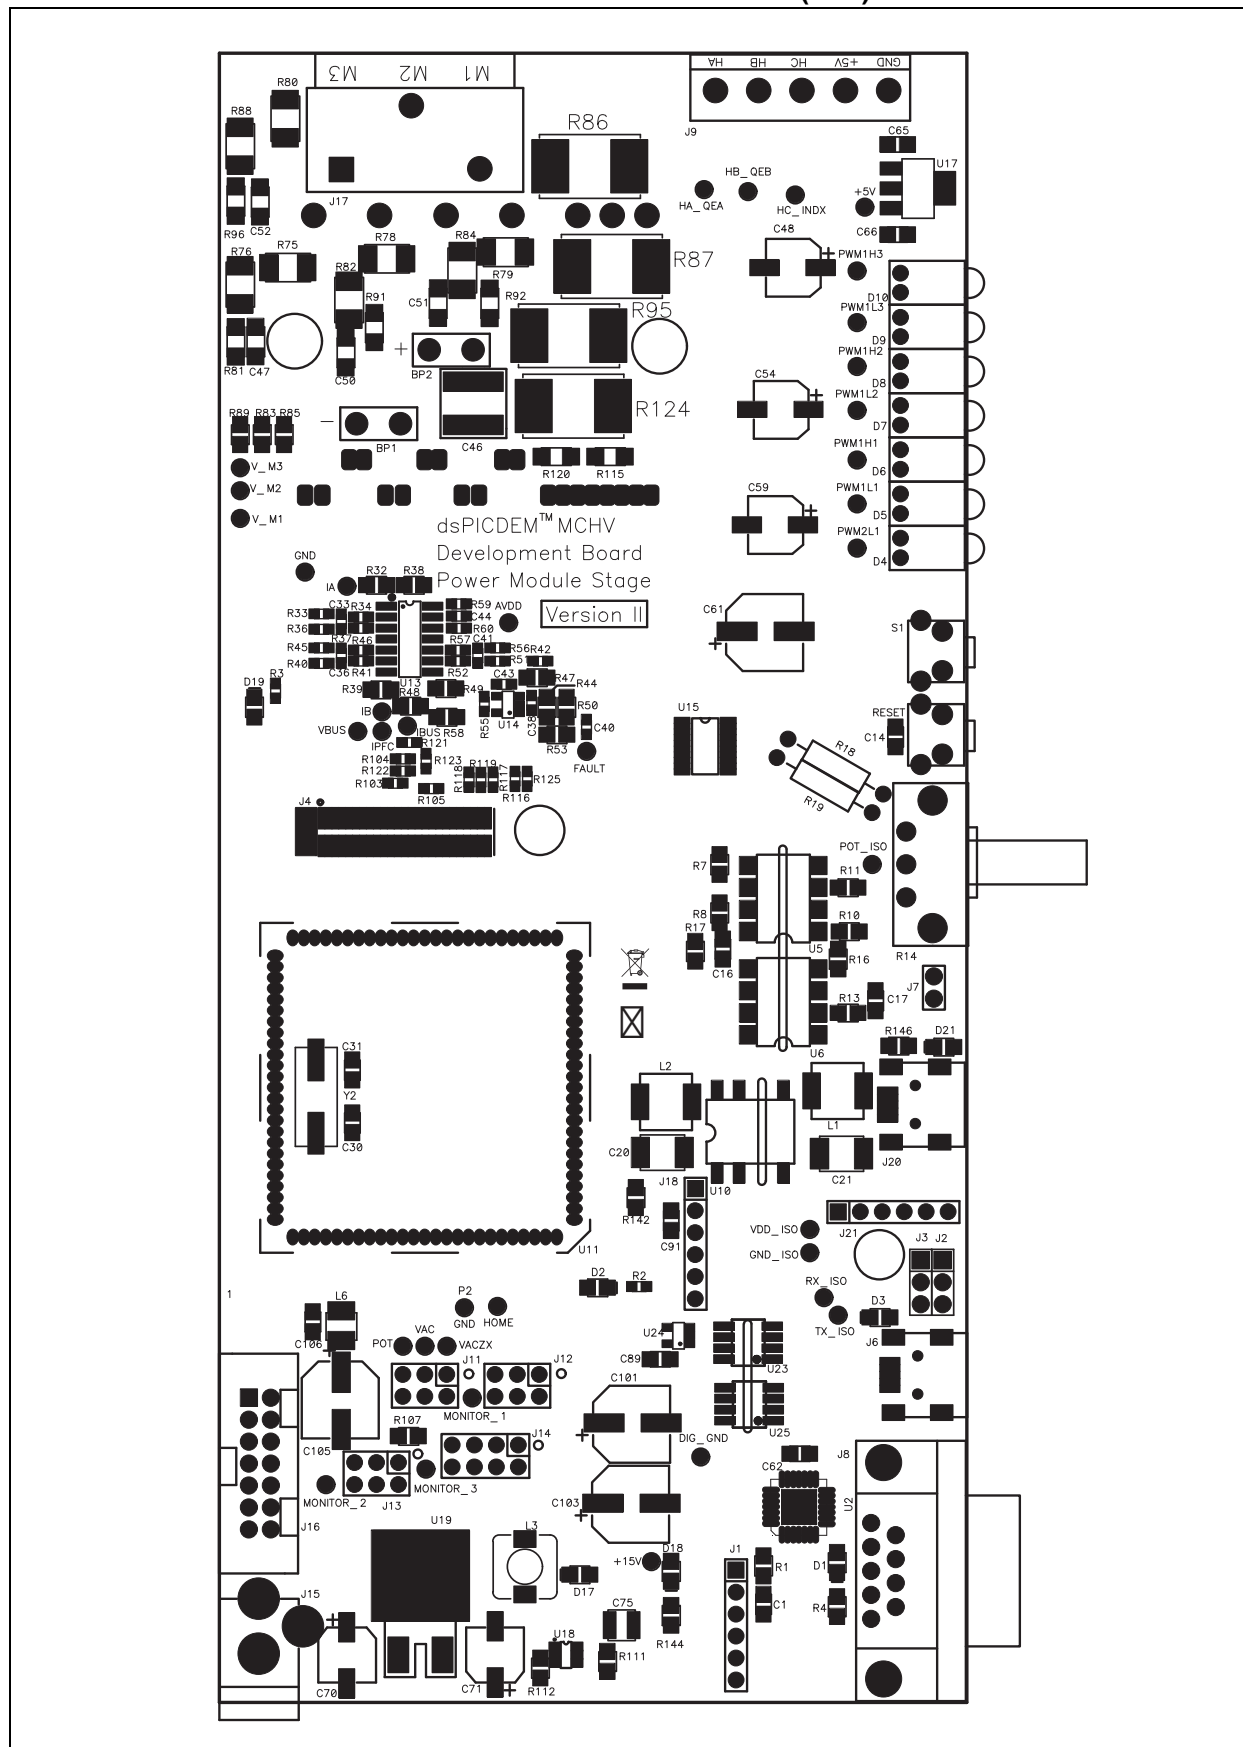 M3 M2 M1
HA HB HC +5V GND
R80
R88
R86
J9
C65
U17
HB_QEB
+5V
HA_QEA
HC_INDX
J17
R96 C52
C66
R76 R75 R78 R84
C48
PWM1H3
R82
R79
R87
R91
C51
R92
D10
R95
PWM1L3
D9
+
PWM1H2
R81 C47
C50
BP2
C54
D8
PWM1L2
R89 R83 R85
-
R124
D7
BP1
C46
PWM1H1
V_M3
D6
R120 R115
V_M2
C59
PWM1L1
V_M1
D5
dsPICDEM™ MCHV
PWM2L1
Development Board
D4
Power Module Stage
GND
IA
R32 R38
Version II
R33 C33 R34 R59
C44
AVDD
C61
R36 R60
S1
R37 R46 R57 C41
R45 R56 R42
R40 C36 R41 R52 R51
D19 R3
U13
C43
R47 R44
R39 R48 R49
R55 U14 C38 R50
IB
C40
U15
RESET
C14
VBUS
IPFC
IBUS R58
R53
R121
R104 R123
R122
FAULT
R18
R103 R105
R118 R119 R117 R125
R116
R19
J4
POT_ISO
R7
R11
R8
R10
R17
U5
C16
R16
R14
J7
R13
C17
R146 D21
C31
U6
Y2
L2
C30
L1
C20
J20
C21
J18
U10
R142
J21
C91
VDD_ISO
U11
GND_ISO
J3 J2
D2 R2
RX_ISO
1
L6
P2
GND
HOME
D3
TX_ISO
C106
POT
VAC
VACZX
U24
J6
J11
J12
C89
U23
C101
MONITOR_1
R107
J14
U25
C105
DIG_GND
C62
J8
MONITOR_2
J13
MONITOR_3
C103
U2
J16
U19
L3
+15V
D18
J1
R1
D1
D17
J15
C75
C1
R4
U18
R144
R111
C70
C71
R112